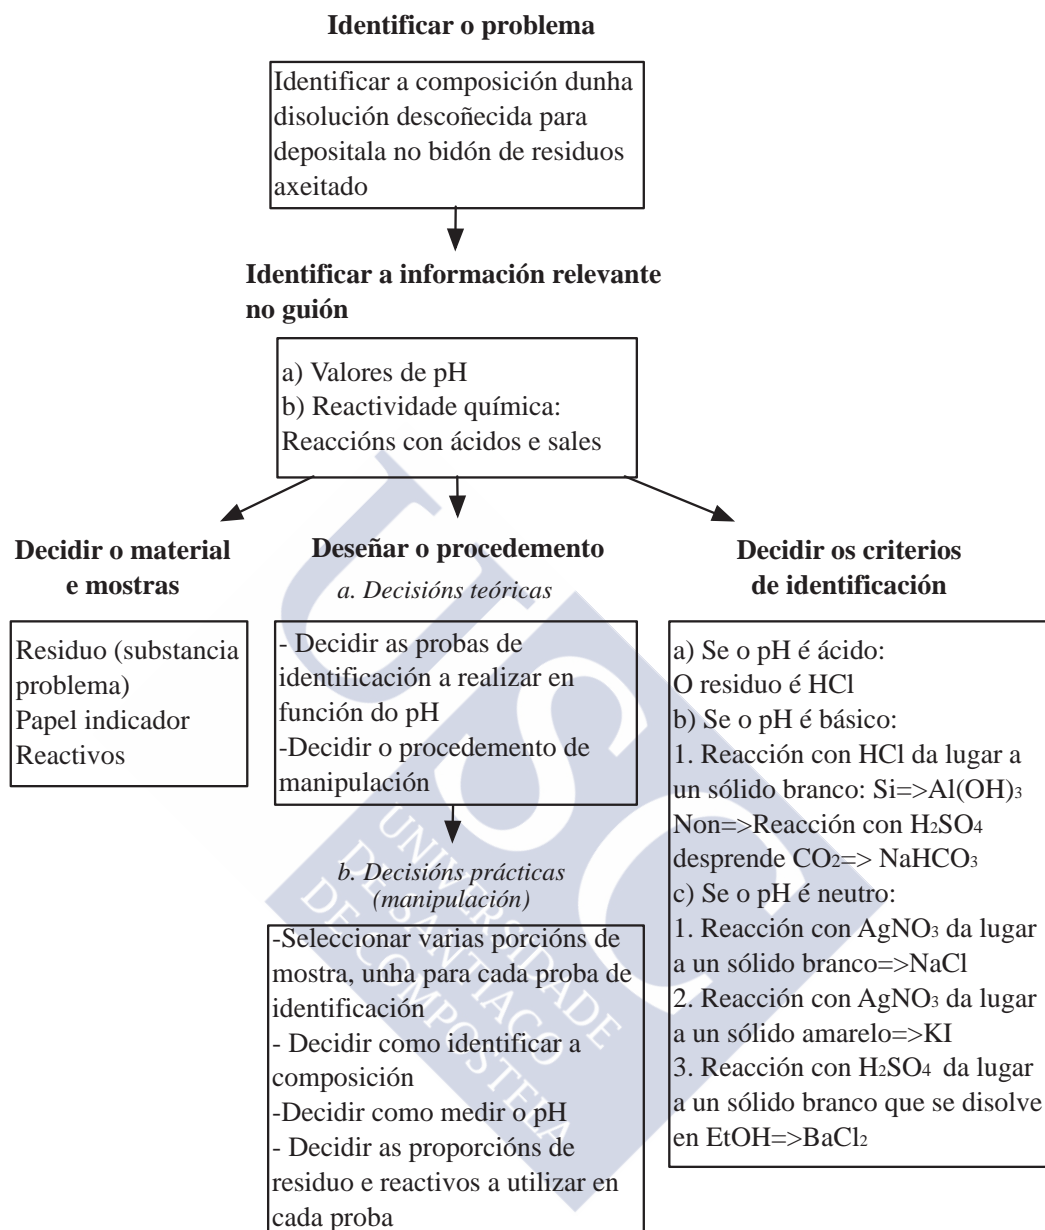 Identificar o problema
Identificar a composición dunha
disolución descoñecida para
depositala no bidón de residuos
axeitado
Identificar a información relevante
no guión
a) Valores de pH
b) Reactividade química:
Reaccións con ácidos e sales
Decidir o material
e mostras
Residuo (substancia
problema)
Papel indicador
Reactivos
Deseñar o procedemento
a. Decisións teóricas
- Decidir as probas de
identificación a realizar en
función do pH
-Decidir o procedemento de
manipulación
b. Decisións prácticas
(manipulación)
-Seleccionar varias porcións de
mostra, unha para cada proba de
identificación
- Decidir como identificar a
composición
-Decidir como medir o pH
- Decidir as proporcións de
residuo e reactivos a utilizar en
cada proba
Decidir os criterios
de identificación
a) Se o pH é ácido:
O residuo é HCl
b) Se o pH é básico:
1. Reacción con HCl da lugar a
un sólido branco: Si=>Al(OH)₃
Non=>Reacción con H₂SO₄
desprende CO₂=> NaHCO₃
c) Se o pH é neutro:
1. Reacción con AgNO₃ da lugar
a un sólido branco=>NaCl
2. Reacción con AgNO₃ da lugar
a un sólido amarelo=>KI
3. Reacción con H₂SO₄ da lugar
a un sólido branco que se disolve
en EtOH=>BaCl₂
USC
UNIVERSIDADE
DE SANTIAGO
DE COMPOSTELA